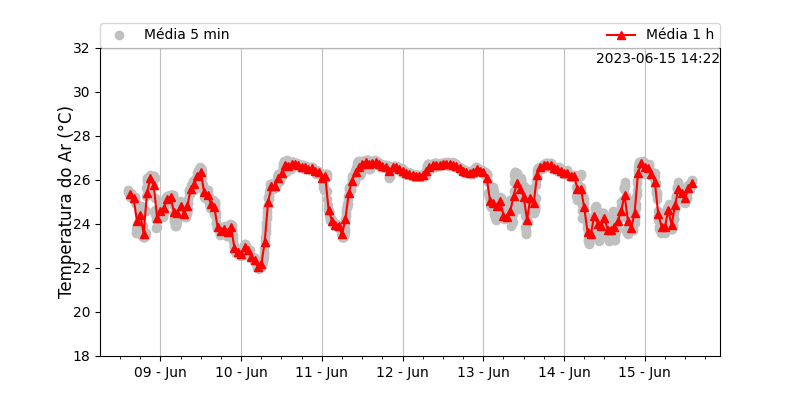 Média 5 min
Média 1 h
2023-06-15 14:22
Temperatura do Ar (°C)
32
30
28
26
24
22
20
18
09 - Jun
10 - Jun
11 - Jun
12 - Jun
13 - Jun
14 - Jun
15 - Jun